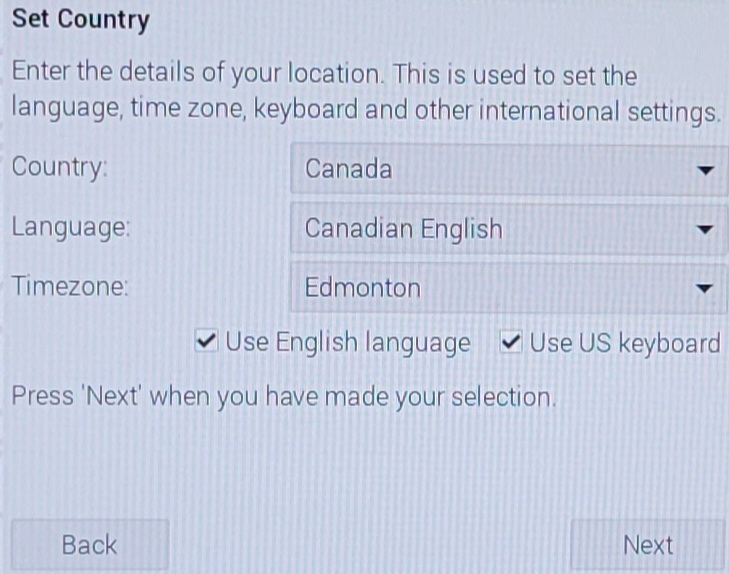 Set Country
Enter the details of your location. This is used to set the
language, time zone, keyboard and other international settings.
Country: Canada
Language: Canadian English
Timezone: Edmonton
Use English language Use US keyboard
Press 'Next' when you have made your selection.
Back Next